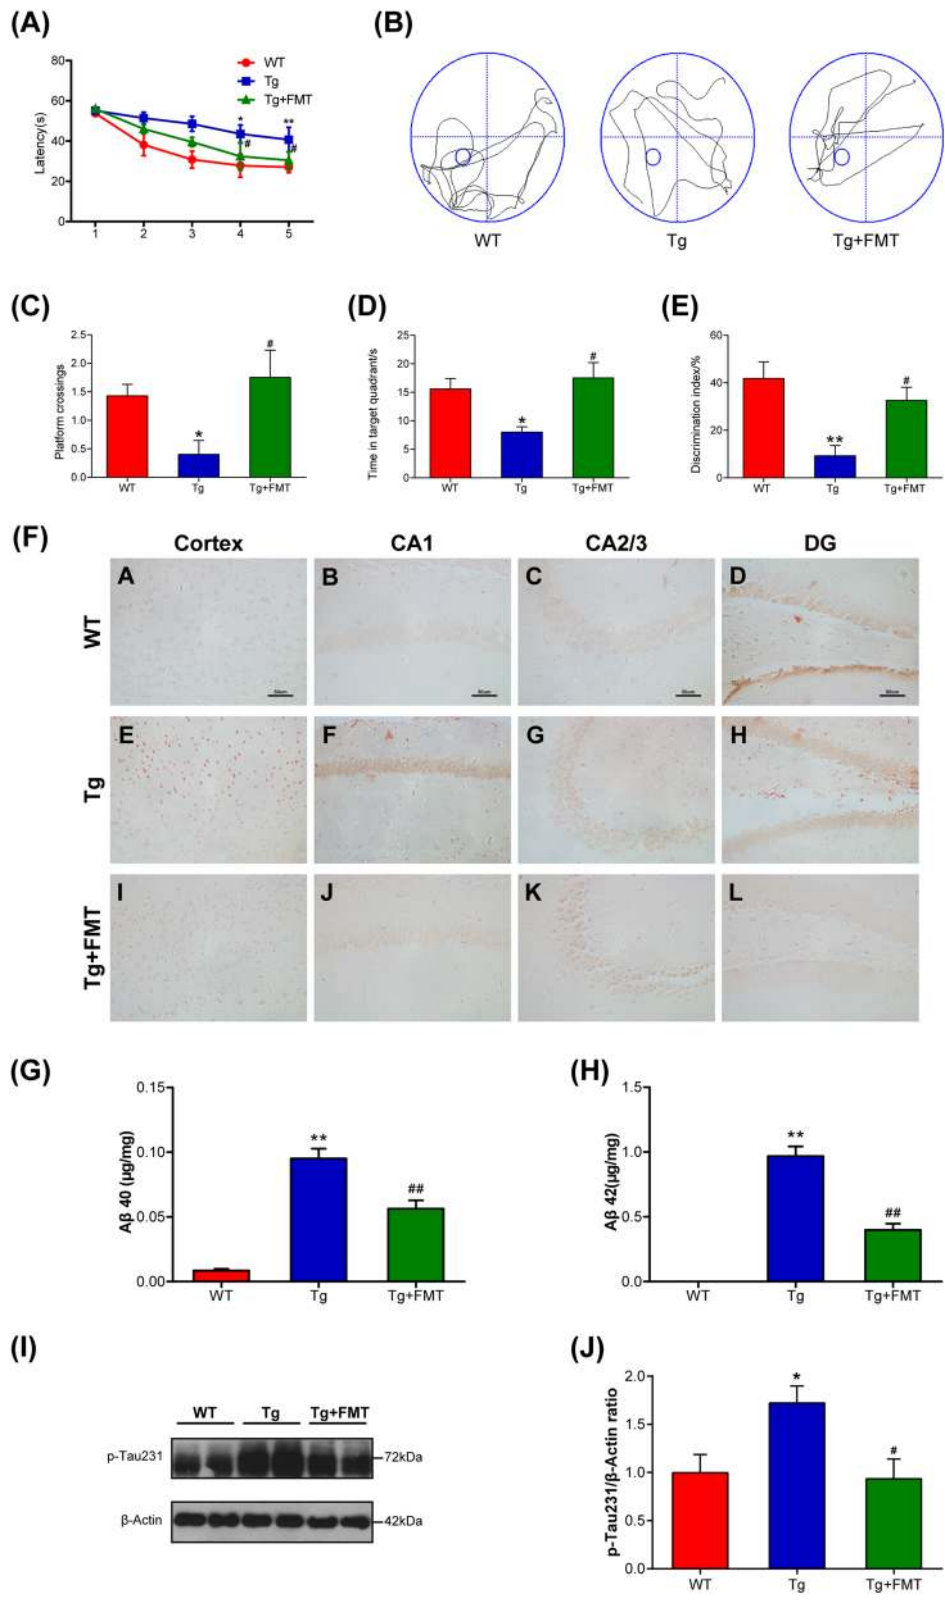 (A)
80
60
40
20
0
Latency(s)
WT
Tg
Tg+FMT
*
**
#
#
1 2 3 4 5
(B)
WT Tg Tg+FMT
(C)
2.5
2.0
1.5
1.0
0.5
0.0
Platform crossings
*
#
WT Tg Tg+FMT
(D)
25
20
15
10
5
0
Time in target quadrant/s
*
#
WT Tg Tg+FMT
(E)
60
40
20
0
Discrimination index/%
**
#
WT Tg Tg+FMT
(F)
Cortex CA1 CA2/3 DG
WT
A B C D
Tg
E F G H
Tg+FMT
I J K L
(G)
0.15
0.10
0.05
0.00
Aβ 40 (μg/mg)
**
##
WT Tg Tg+FMT
(H)
1.5
1.0
0.5
0.0
Aβ 42(μg/mg)
**
##
WT Tg Tg+FMT
(I)
WT Tg Tg+FMT
p-Tau231 72kDa
β-Actin 42kDa
(J)
2.0
1.5
1.0
0.5
0.0
p-Tau231/β-Actin ratio
*
#
WT Tg Tg+FMT